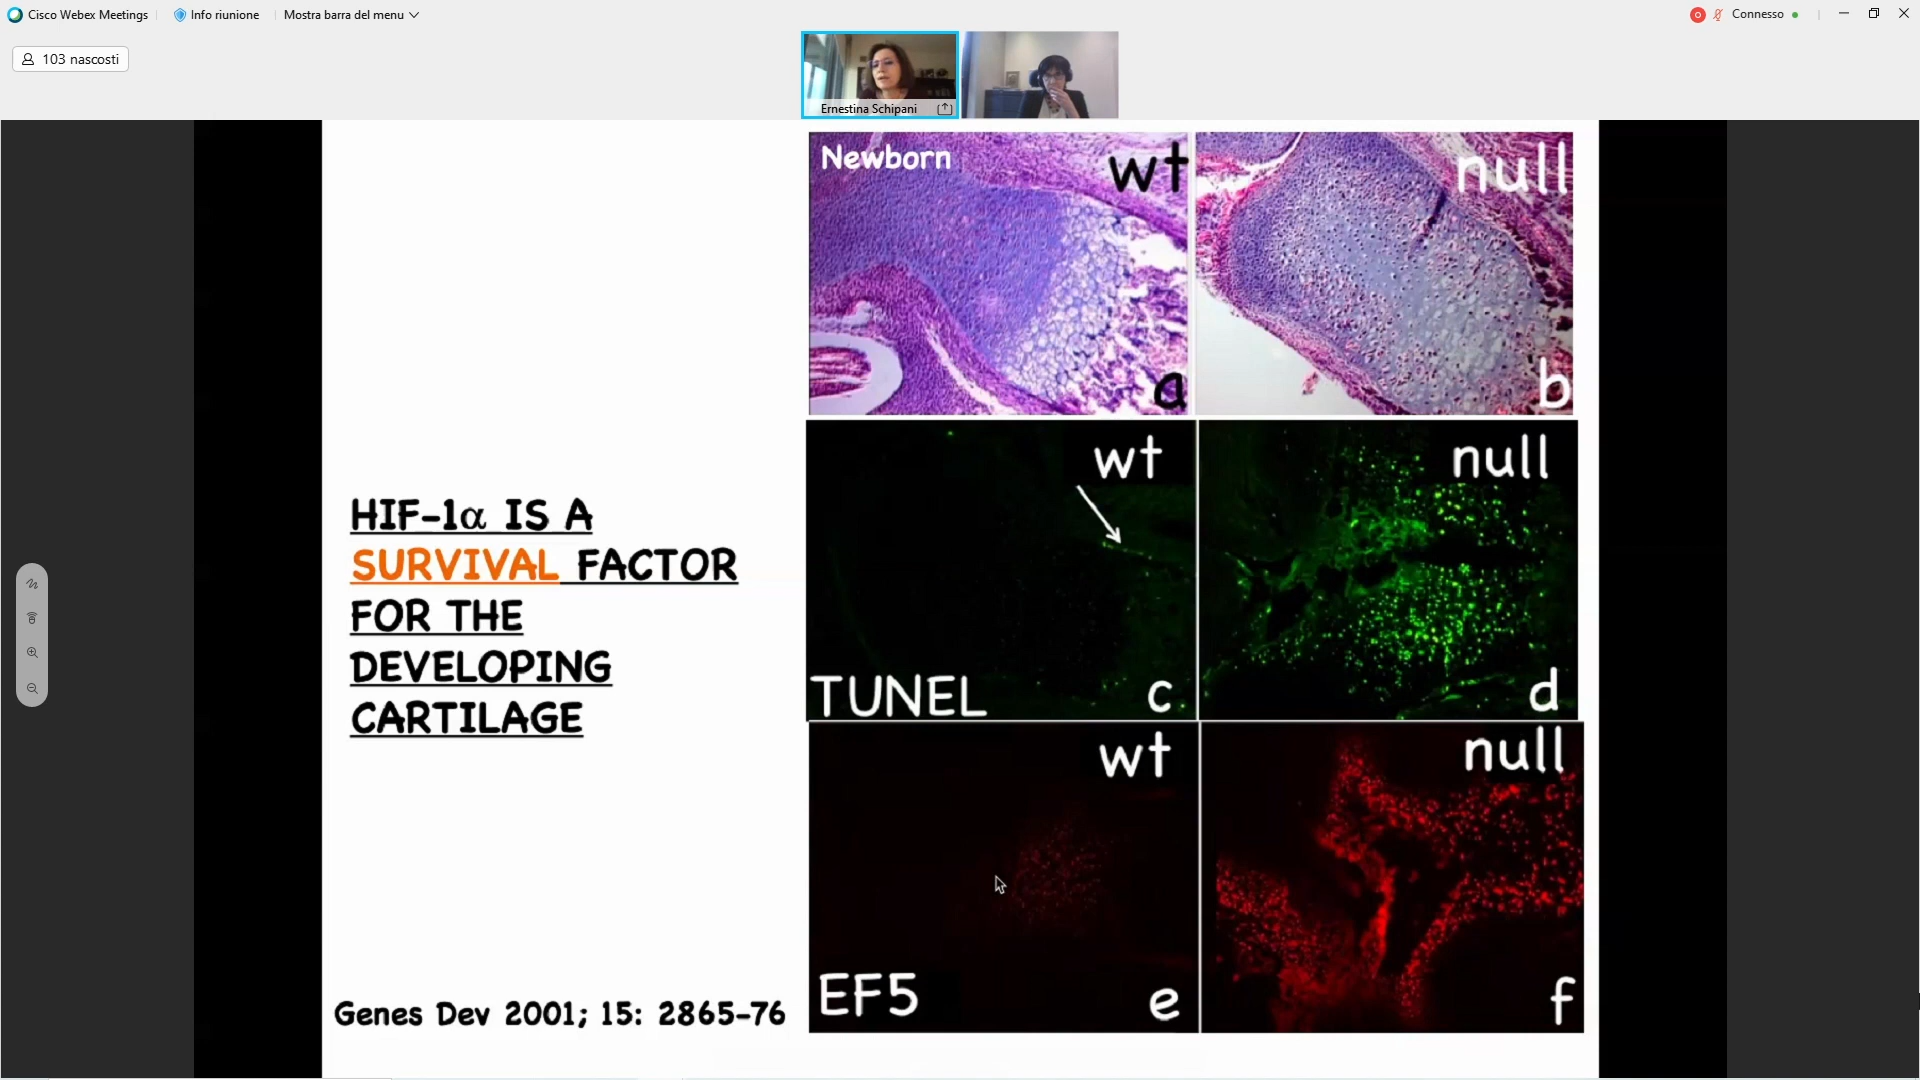 Cisco Webex Meetings
Info riunione
Mostra barra del menu
Connesso
103 nascosti
Ernestina Schipani
Newborn
wt
null
a
b
HIF-1α IS A
SURVIVAL FACTOR
FOR THE
DEVELOPING
CARTILAGE
wt
null
TUNEL
c
d
wt
null
EF5
e
f
Genes Dev 2001; 15: 2865-76